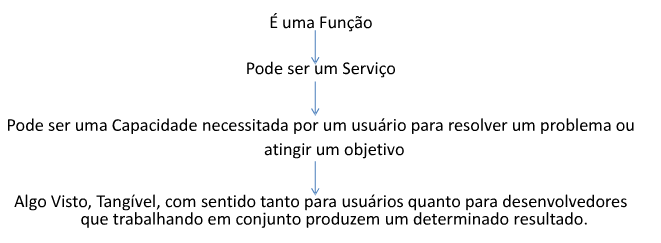 É uma Função
Pode ser um Serviço
Pode ser uma Capacidade necessitada por um usuário para resolver um problema ou
atingir um objetivo
Algo Visto, Tangível, com sentido tanto para usuários quanto para desenvolvedores
que trabalhando em conjunto produzem um determinado resultado.